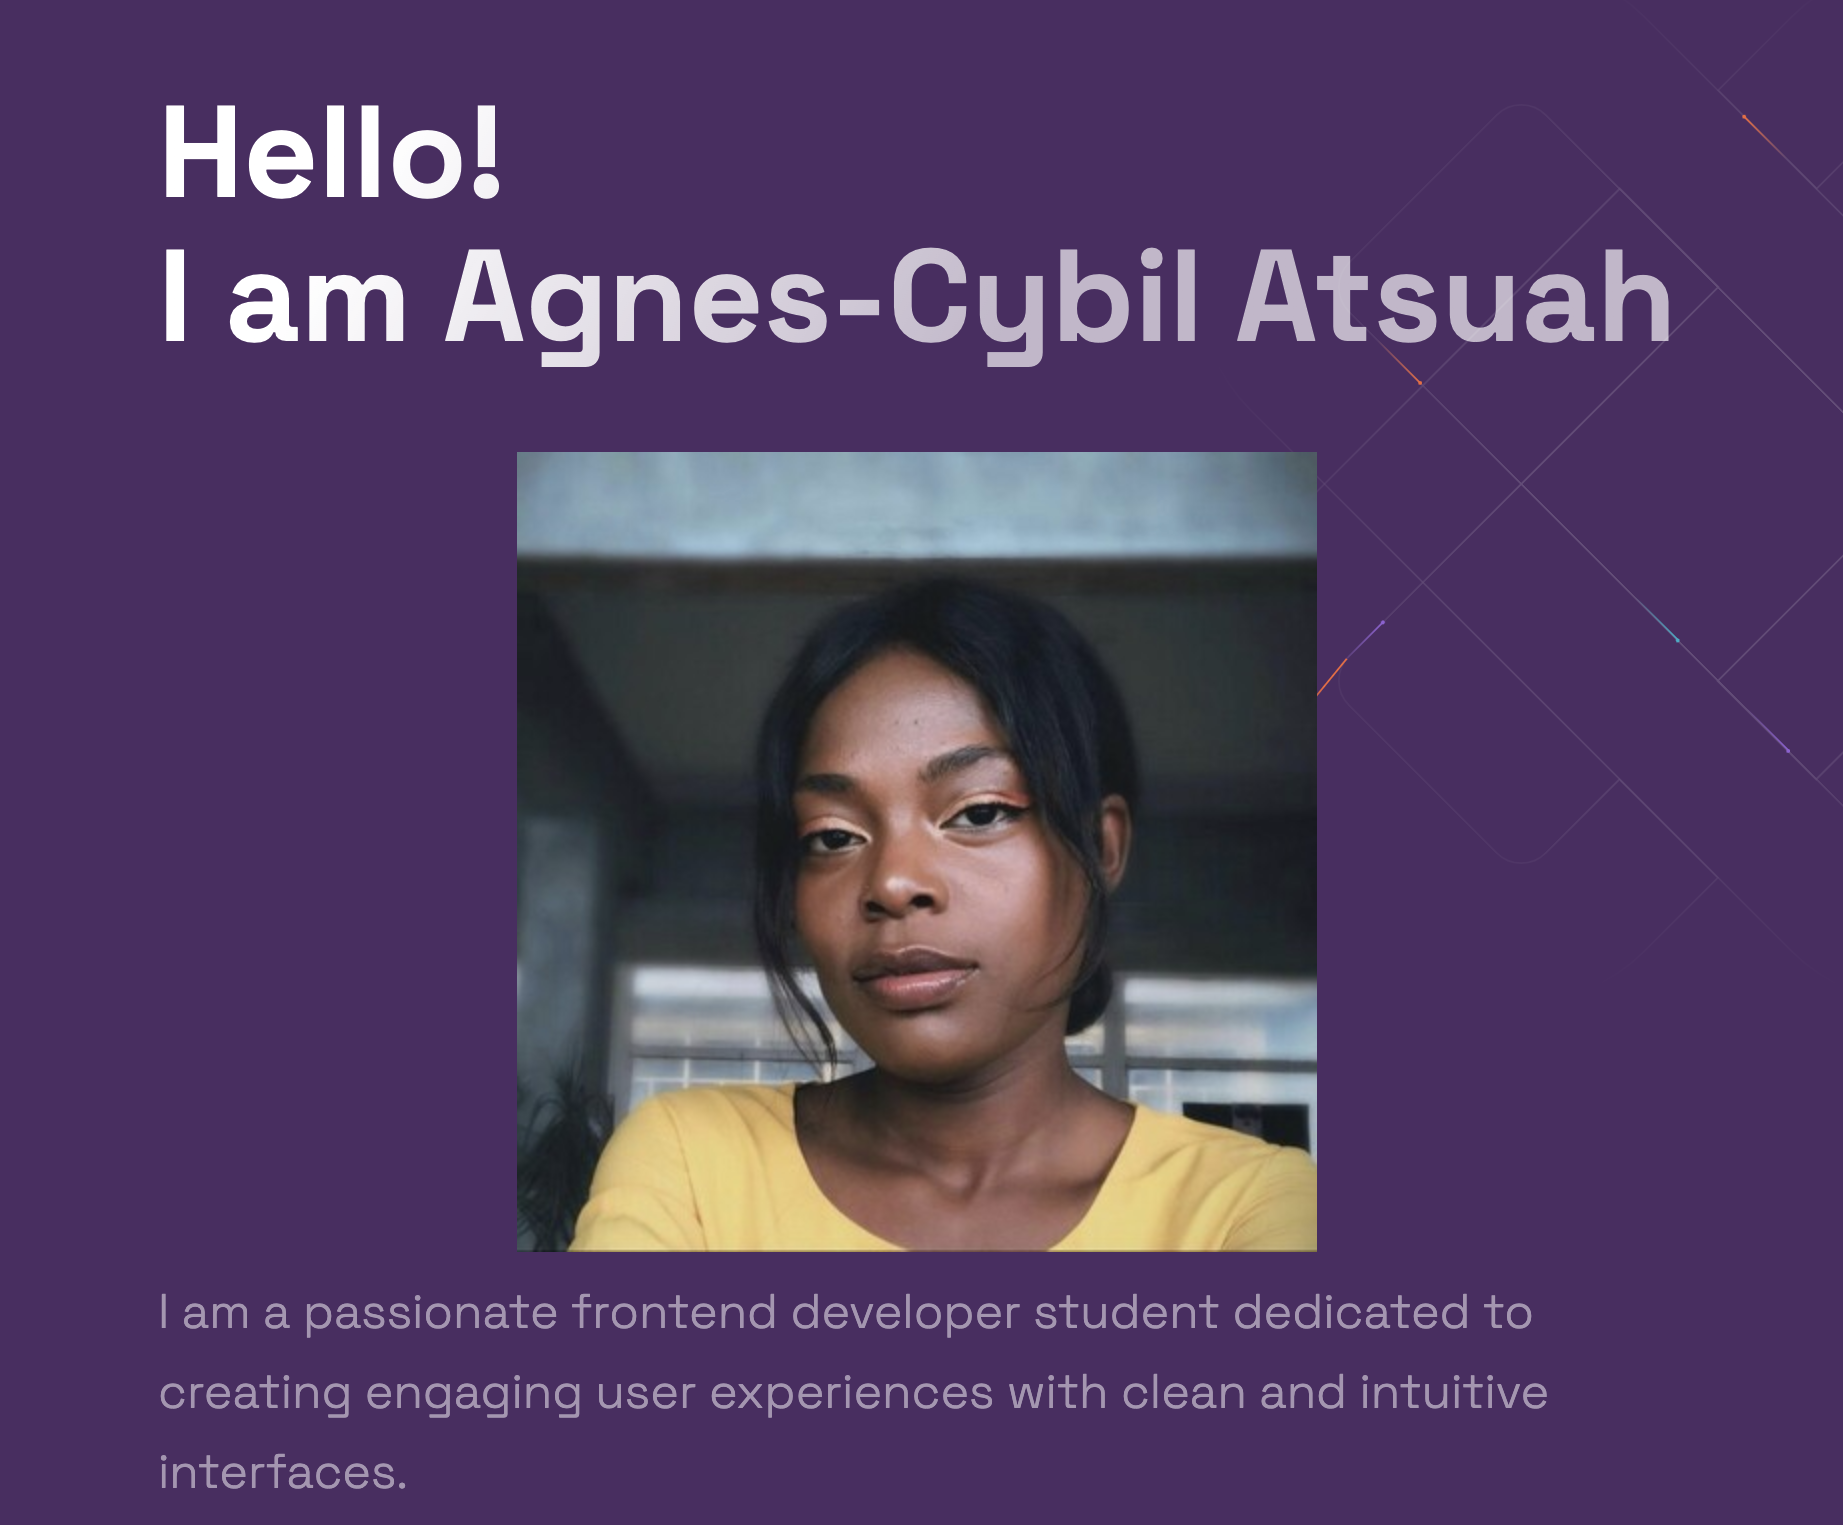 Hello!
I am Agnes-Cybil Atsuah
I am a passionate frontend developer student dedicated to
creating engaging user experiences with clean and intuitive
interfaces.